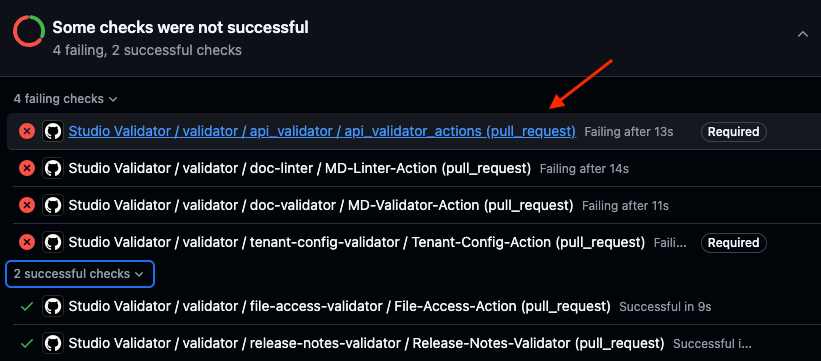 Some checks were not successful
4 failing, 2 successful checks
4 failing checks
Studio Validator / validator / api_validator / api_validator_actions (pull_request) Failing after 13s Required
Studio Validator / validator / doc-linter / MD-Linter-Action (pull_request) Failing after 14s
Studio Validator / validator / doc-validator / MD-Validator-Action (pull_request) Failing after 11s
Studio Validator / validator / tenant-config-validator / Tenant-Config-Action (pull_request) Faili... Required
2 successful checks
Studio Validator / validator / file-access-validator / File-Access-Action (pull_request) Successful in 9s
Studio Validator / validator / release-notes-validator / Release-Notes-Validator (pull_request) Successful i...